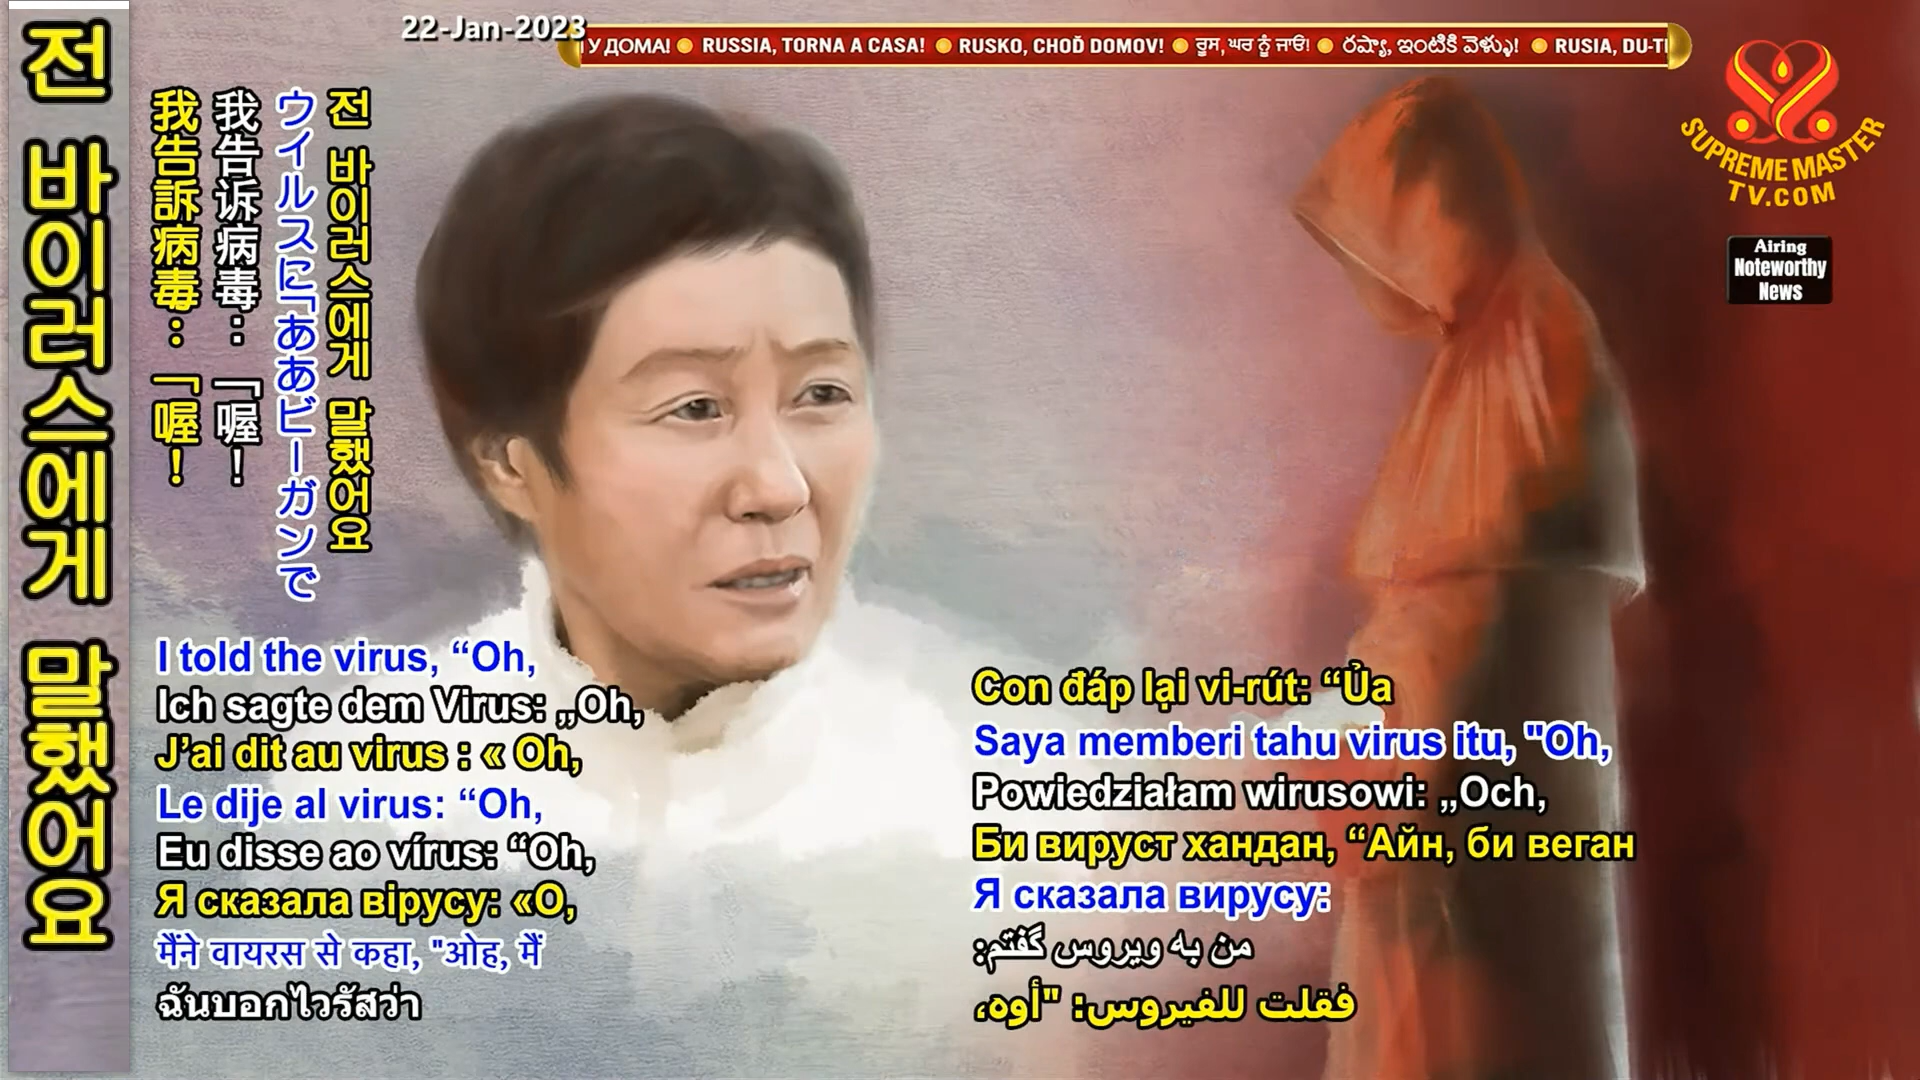 22-Jan-2023
У ДОМА! RUSSIA, TORNA A CASA! RUSKO, CHOĎ DOMOV! ਰੂਸ, ਘਰ ਨੂੰ ਜਾਓ! రష్యా, ఇంటికి వెళ్ళు! RUSIA, DU-TE
SUPREME MASTER
TV.COM
Airing
Noteworthy
News
전 바이러스에게 말했어요
전 바이러스에게 말했어요
ウイルスに「ああビーガンで
我告诉病毒：「喔！
我告訴病毒：「喔！
I told the virus, “Oh,
Ich sagte dem Virus: „Oh,
J’ai dit au virus : « Oh,
Le dije al virus: “Oh,
Eu disse ao vírus: “Oh,
Я сказала вірусу: «О,
मैंने वायरस से कहा, "ओह, मैं
ฉันบอกไวรัสว่า
Con đáp lại vi-rút: “Ủa
Saya memberi tahu virus itu, "Oh,
Powiedziałam wirusowi: „Och,
Би вируст хандан, “Айн, би веган
Я сказала вирусу:
من به ویروس گفتم:
فقلت للفيروس: "أوه،